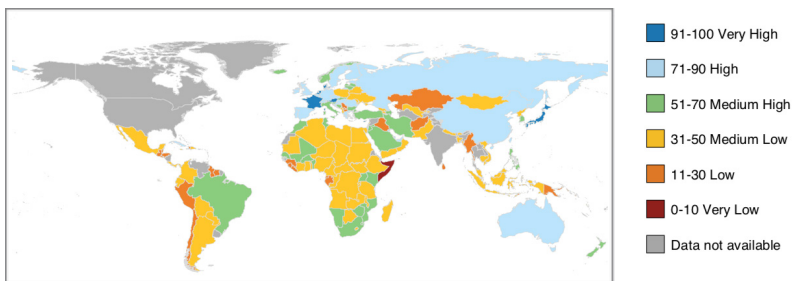 91-100 Very High
71-90 High
51-70 Medium High
31-50 Medium Low
11-30 Low
0-10 Very Low
Data not available